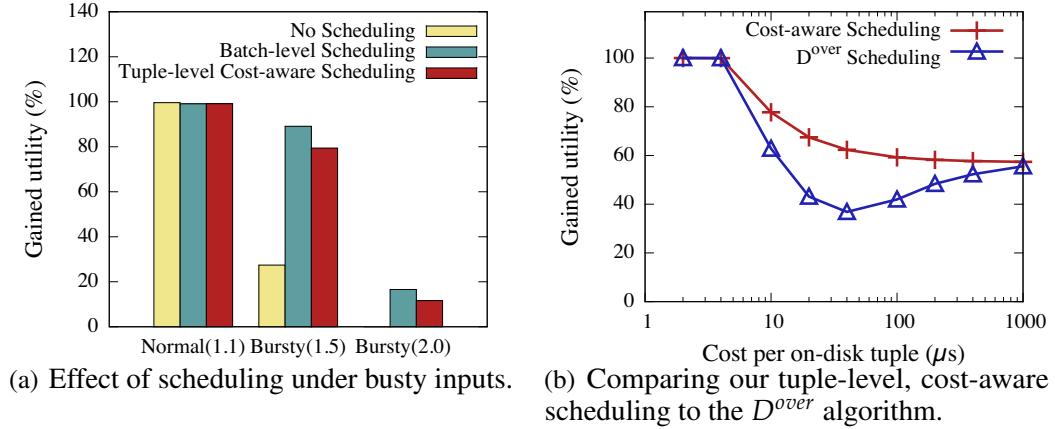 140
120
100
80
60
40
20
0
Gained utility (%)
No Scheduling
Batch-level Scheduling
Tuple-level Cost-aware Scheduling
Normal(1.1) Bursty(1.5) Bursty(2.0)
(a) Effect of scheduling under busty inputs.
100
80
60
40
20
0
Gained utility (%)
Cost-aware Scheduling
D^over Scheduling
1 10 100 1000
Cost per on-disk tuple (μs)
(b) Comparing our tuple-level, cost-aware
scheduling to the D^over algorithm.